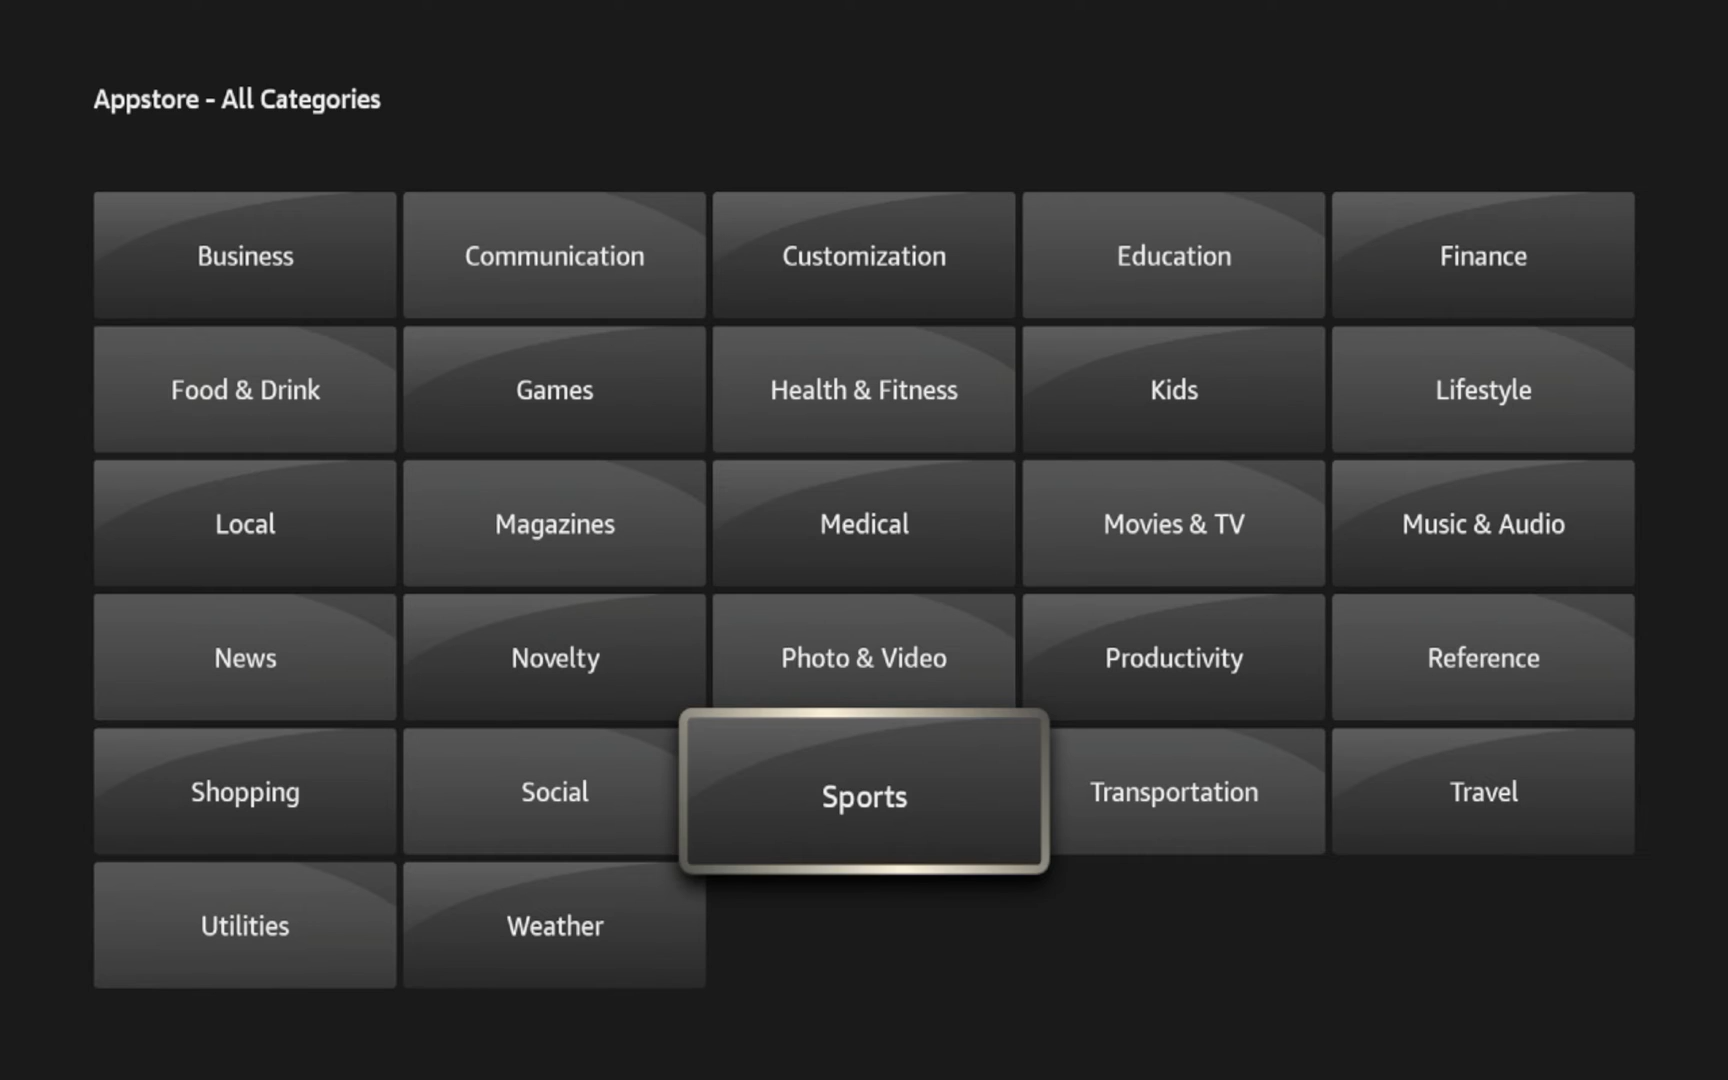 Appstore - All Categories
Business
Communication
Customization
Education
Finance
Food & Drink
Games
Health & Fitness
Kids
Lifestyle
Local
Magazines
Medical
Movies & TV
Music & Audio
News
Novelty
Photo & Video
Productivity
Reference
Shopping
Social
Sports
Transportation
Travel
Utilities
Weather